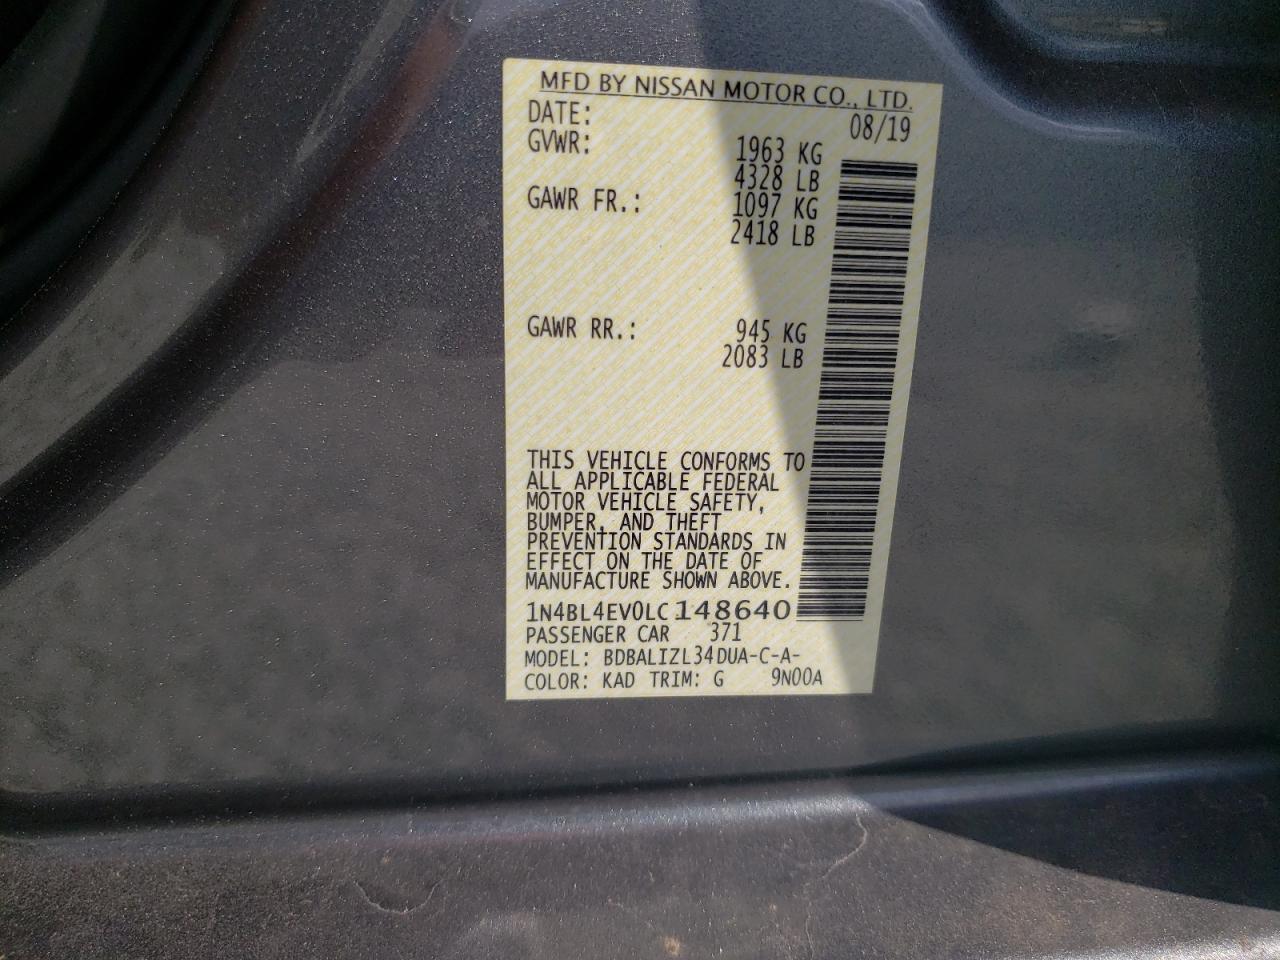 MFD BY NISSAN MOTOR CO., LTD.
DATE: 08/19
GVWR: 1963 KG
4328 LB
GAWR FR.: 1097 KG
2418 LB
GAWR RR.: 945 KG
2083 LB
THIS VEHICLE CONFORMS TO
ALL APPLICABLE FEDERAL
MOTOR VEHICLE SAFETY,
BUMPER, AND THEFT
PREVENTION STANDARDS IN
EFFECT ON THE DATE OF
MANUFACTURE SHOWN ABOVE.
1N4BL4EV0LC148640
PASSENGER CAR 371
MODEL: BDBALIZL34DUA-C-A-
COLOR: KAD TRIM: G 9N00A